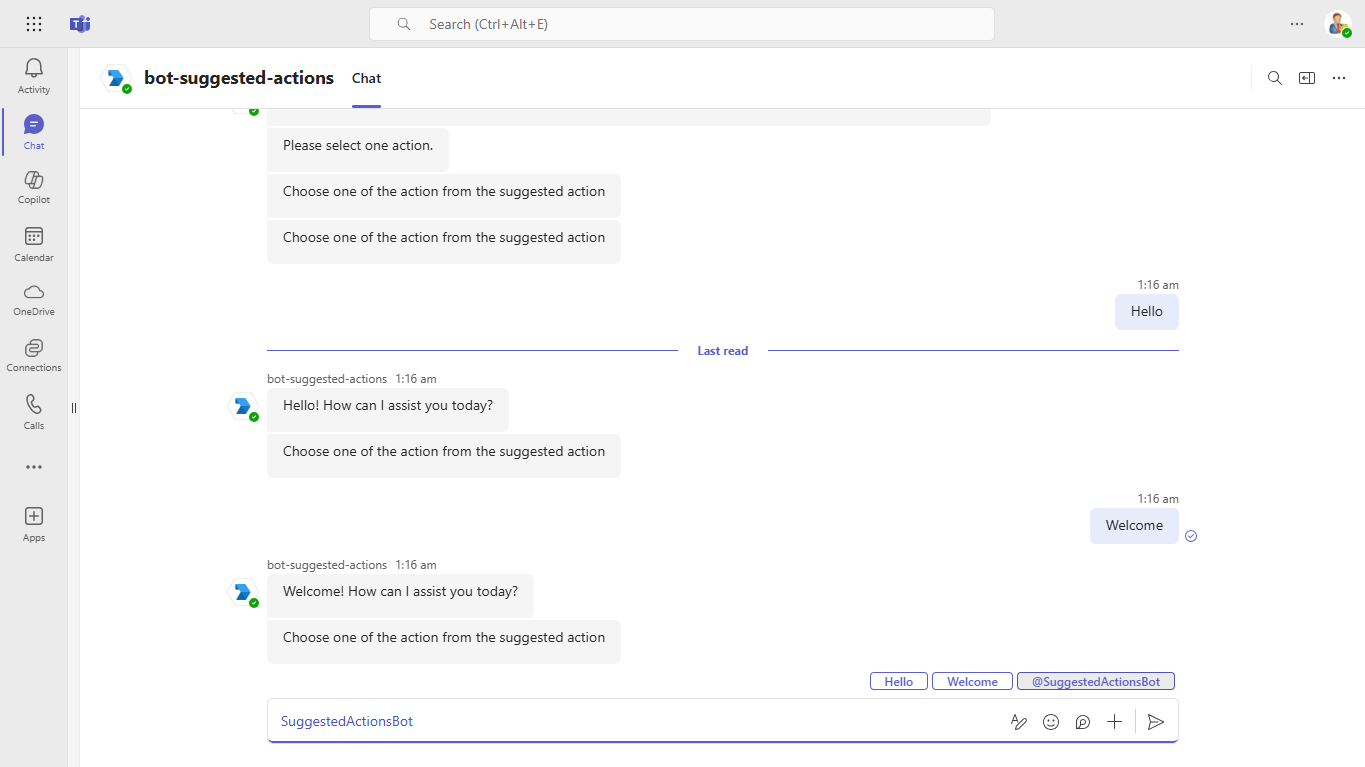 Search (Ctrl+Alt+E)
Activity
Chat
Copilot
Calendar
OneDrive
Connections
Calls
Apps
bot-suggested-actions Chat
Please select one action.
Choose one of the action from the suggested action
Choose one of the action from the suggested action
1:16 am
Hello
Last read
bot-suggested-actions 1:16 am
Hello! How can I assist you today?
Choose one of the action from the suggested action
1:16 am
Welcome
bot-suggested-actions 1:16 am
Welcome! How can I assist you today?
Choose one of the action from the suggested action
Hello Welcome @SuggestedActionsBot
SuggestedActionsBot